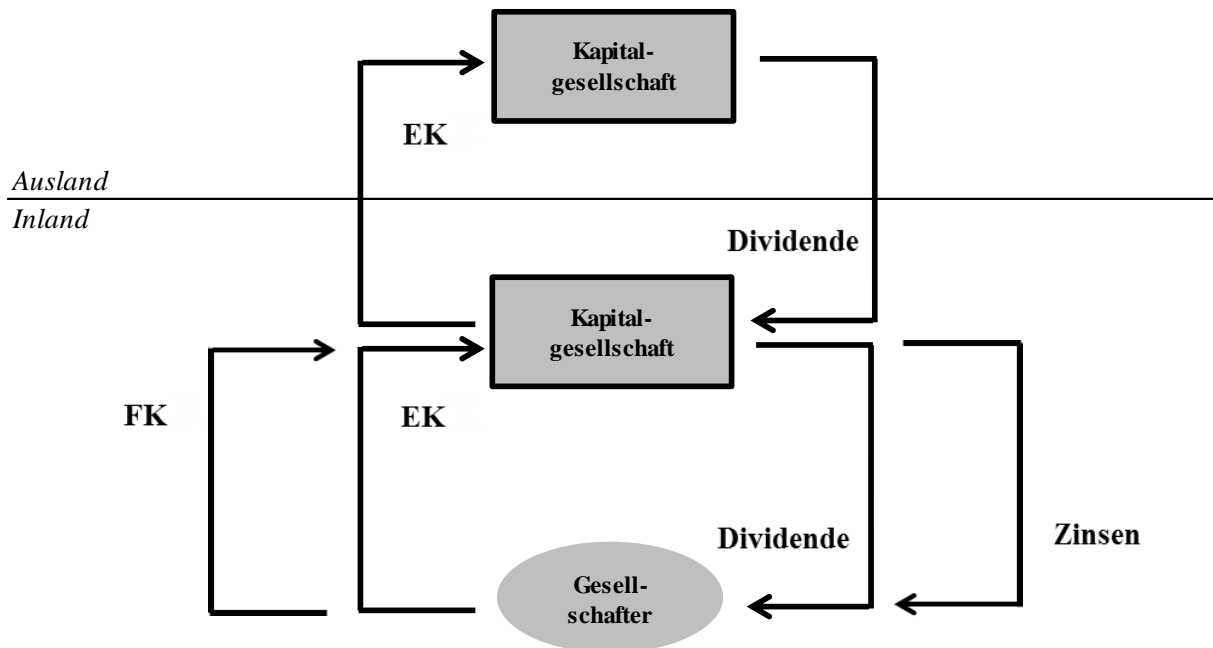 Kapital-
gesellschaft
EK
Ausland
Inland
Dividende
Kapital-
gesellschaft
FK
EK
Dividende
Zinsen
Gesell-
schafter